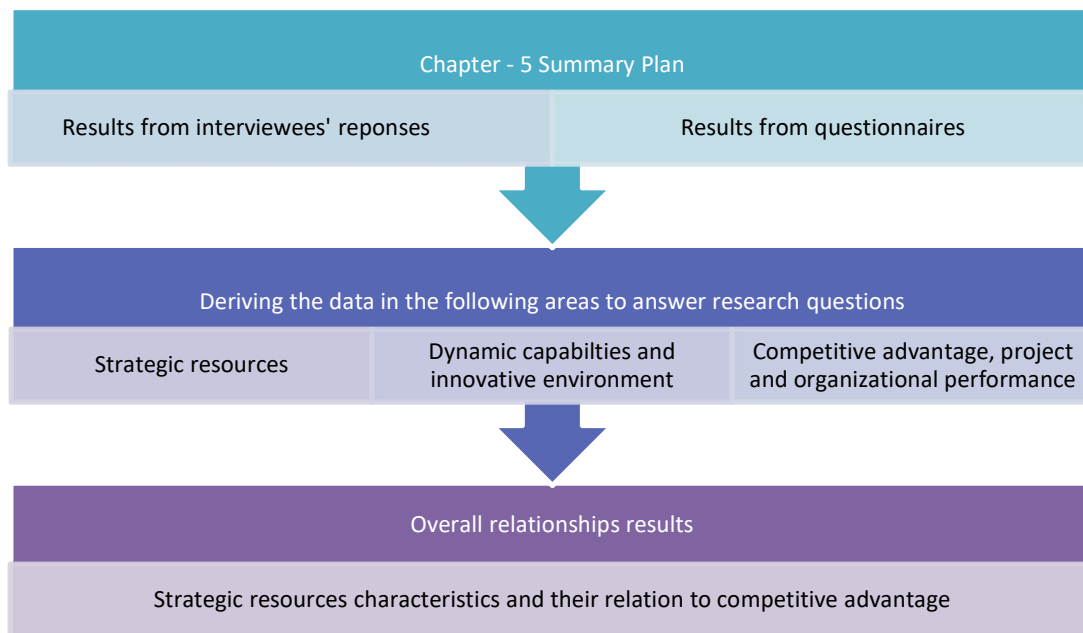 Chapter - 5 Summary Plan
Results from interviewees' reponses
Results from questionnaires
Deriving the data in the following areas to answer research questions
Strategic resources
Dynamic capabilties and
innovative environment
Competitive advantage, project
and organizational performance
Overall relationships results
Strategic resources characteristics and their relation to competitive advantage